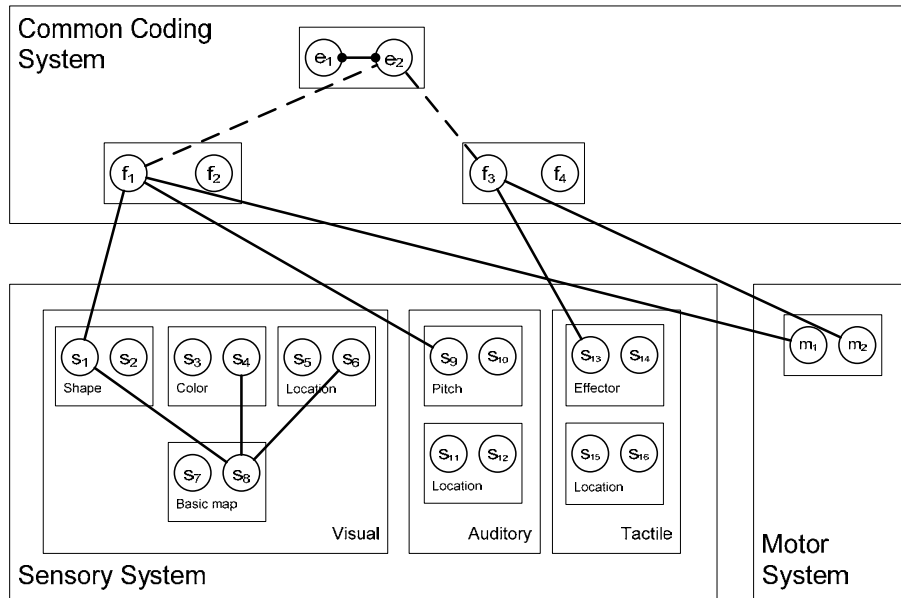 Common Coding
System
e₁ e₂
f₁ f₂
f₃ f₄
s₁ s₂
Shape
s₃ s₄
Color
s₅ s₆
Location
s₇ s₈
Basic map
Visual
s₉ s₁₀
Pitch
s₁₁ s₁₂
Location
Auditory
s₁₃ s₁₄
Effector
s₁₅ s₁₆
Location
Tactile
Sensory System
m₁ m₂
Motor
System